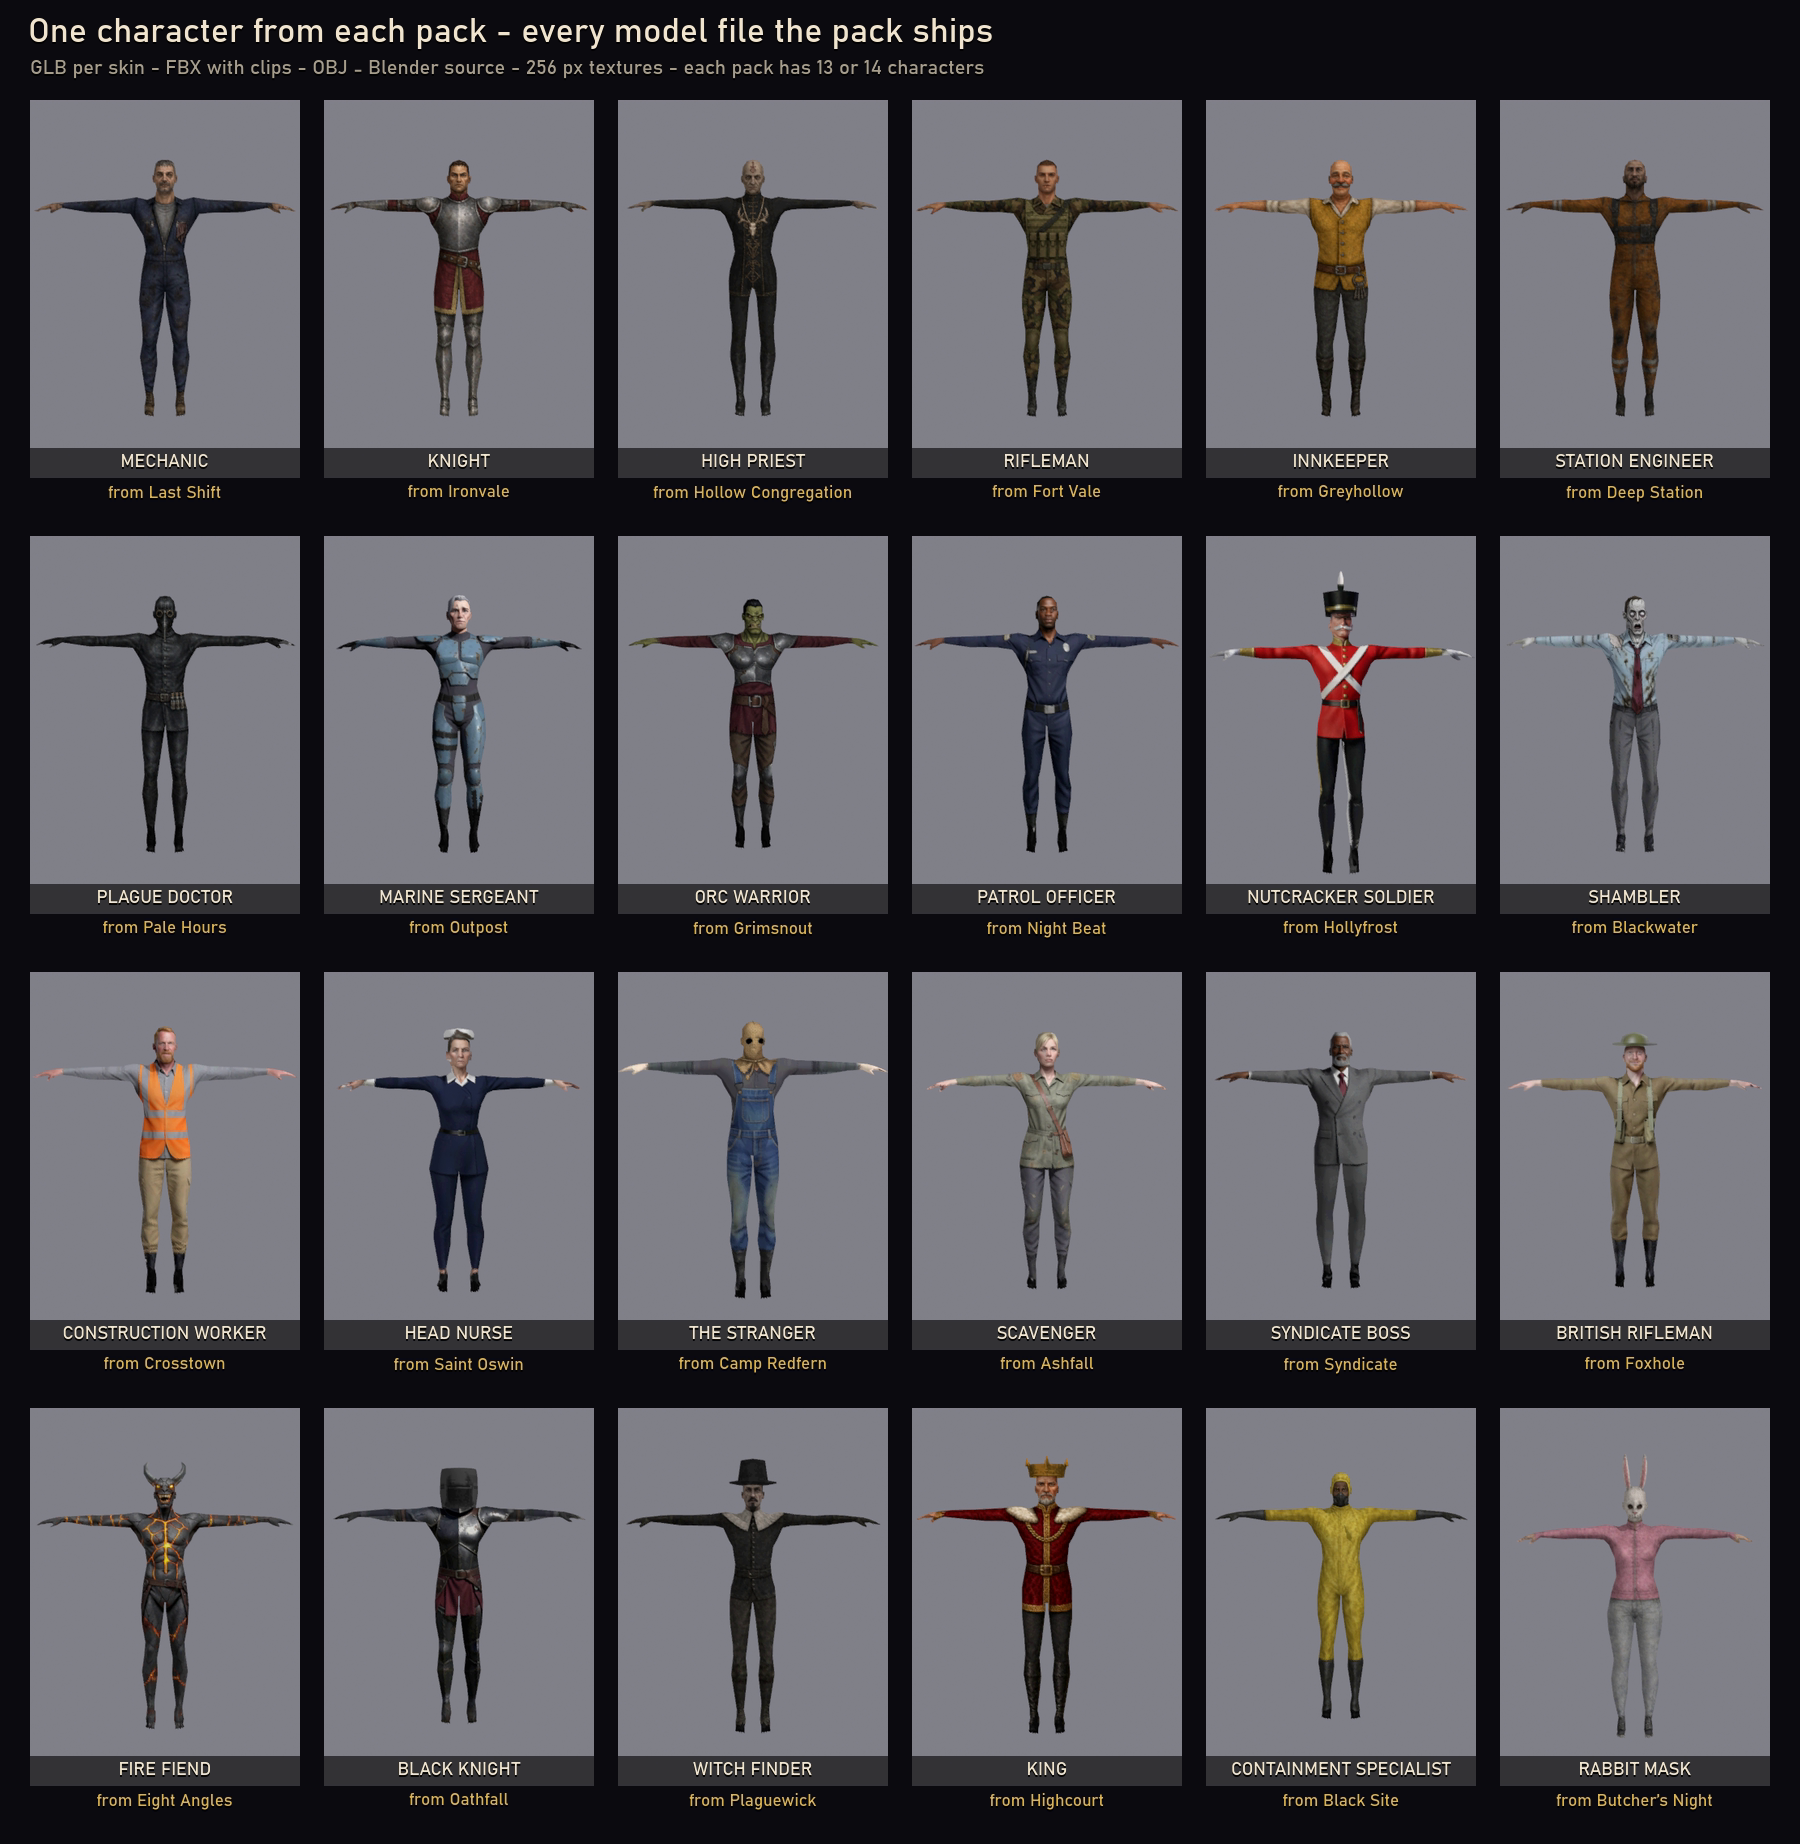 One character from each pack - every model file the pack ships
GLB per skin - FBX with clips - OBJ - Blender source - 256 px textures - each pack has 13 or 14 characters
MECHANIC
from Last Shift
KNIGHT
from Ironvale
HIGH PRIEST
from Hollow Congregation
RIFLEMAN
from Fort Vale
INNKEEPER
from Greyhollow
STATION ENGINEER
from Deep Station
PLAGUE DOCTOR
from Pale Hours
MARINE SERGEANT
from Outpost
ORC WARRIOR
from Grimsnout
PATROL OFFICER
from Night Beat
NUTCRACKER SOLDIER
from Hollyfrost
SHAMBLER
from Blackwater
CONSTRUCTION WORKER
from Crosstown
HEAD NURSE
from Saint Oswin
THE STRANGER
from Camp Redfern
SCAVENGER
from Ashfall
SYNDICATE BOSS
from Syndicate
BRITISH RIFLEMAN
from Foxhole
FIRE FIEND
from Eight Angles
BLACK KNIGHT
from Oathfall
WITCH FINDER
from Plaguewick
KING
from Highcourt
CONTAINMENT SPECIALIST
from Black Site
RABBIT MASK
from Butcher's Night